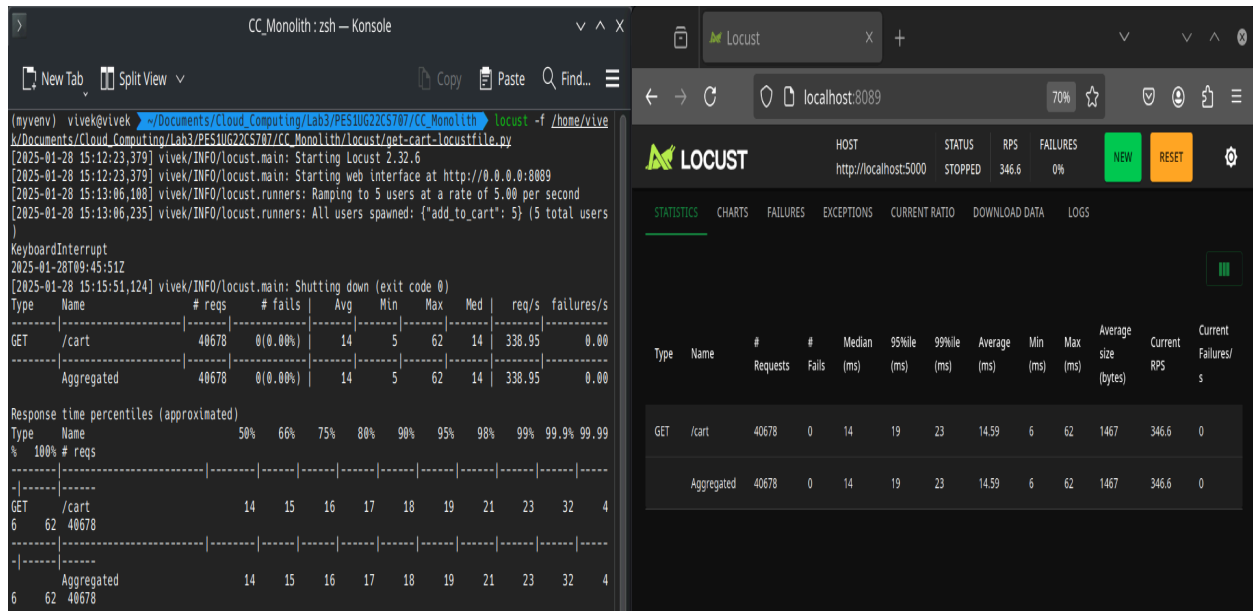 CC_Monolith : zsh — Konsole
New Tab Split View Copy Paste Find...
(myvenv) vivek@vivek ~/Documents/Cloud_Computing/Lab3/PES1UG22CS707/CC_Monolith locust -f /home/vive
k/Documents/Cloud_Computing/Lab3/PES1UG22CS707/CC_Monolith/locust/get-cart-locustfile.py
[2025-01-28 15:12:23,379] vivek/INFO/locust.main: Starting Locust 2.32.6
[2025-01-28 15:12:23,379] vivek/INFO/locust.main: Starting web interface at http://0.0.0.0:8089
[2025-01-28 15:13:06,108] vivek/INFO/locust.runners: Ramping to 5 users at a rate of 5.00 per second
[2025-01-28 15:13:06,235] vivek/INFO/locust.runners: All users spawned: {"add_to_cart": 5} (5 total users
)
KeyboardInterrupt
2025-01-28T09:45:51Z
[2025-01-28 15:15:51,124] vivek/INFO/locust.main: Shutting down (exit code 0)
Type Name # reqs # fails | Avg Min Max Med | req/s failures/s
--------|----------------------|-------|-------------|-------|-------|-------|-------|--------|-----------
GET /cart 40678 0(0.00%) | 14 5 62 14 | 338.95 0.00
--------|----------------------|-------|-------------|-------|-------|-------|-------|--------|-----------
Aggregated 40678 0(0.00%) | 14 5 62 14 | 338.95 0.00
Response time percentiles (approximated)
Type Name 50% 66% 75% 80% 90% 95% 98% 99% 99.9% 99.99
% 100% # reqs
--------|----------------------|--------|------|------|------|------|------|------|------|------|-----
-|------|------
GET /cart 14 15 16 17 18 19 21 23 32 4
6 62 40678
--------|----------------------|--------|------|------|------|------|------|------|------|------|-----
-|------|------
Aggregated 14 15 16 17 18 19 21 23 32 4
6 62 40678
Locust
localhost:8089 70%
LOCUST
HOST STATUS RPS FAILURES
http://localhost:5000 STOPPED 346.6 0%
NEW RESET
STATISTICS CHARTS FAILURES EXCEPTIONS CURRENT RATIO DOWNLOAD DATA LOGS
Type Name # Requests # Fails Median (ms) 95%ile (ms) 99%ile (ms) Average (ms) Min (ms) Max (ms) Average size (bytes) Current RPS Current Failures/s
GET /cart 40678 0 14 19 23 14.59 6 62 1467 346.6 0
Aggregated 40678 0 14 19 23 14.59 6 62 1467 346.6 0